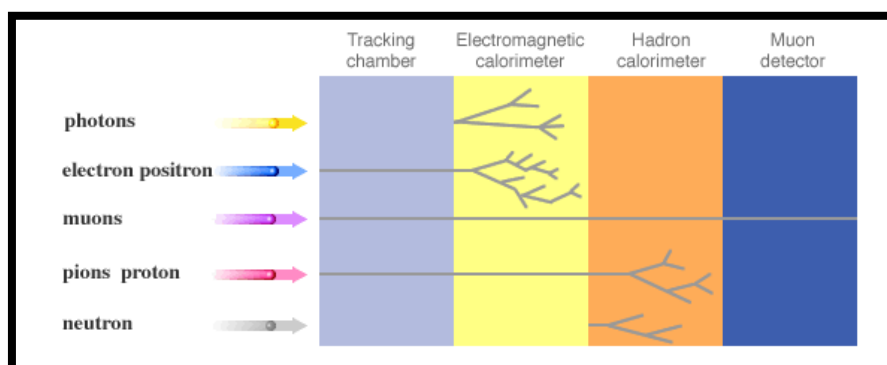 Tracking chamber
Electromagnetic calorimeter
Hadron calorimeter
Muon detector
photons
electron positron
muons
pions proton
neutron